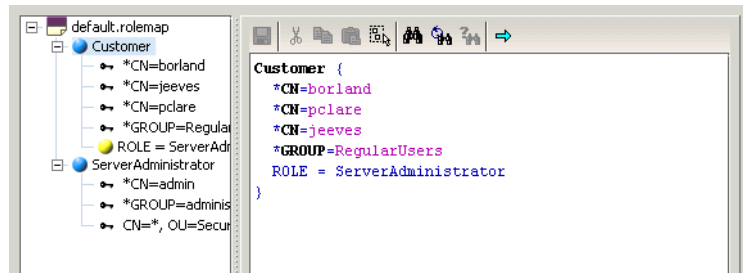 default.rolemap
Customer
*CN=borland
*CN=jeeves
*CN=pclare
*GROUP=Regular
ROLE = ServerAdr
ServerAdministrator
*CN=admin
*GROUP=adminis
CN=*, OU=Secur
Customer {
*CN=borland
*CN=pclare
*CN=jeeves
*GROUP=RegularUsers
ROLE = ServerAdministrator
}